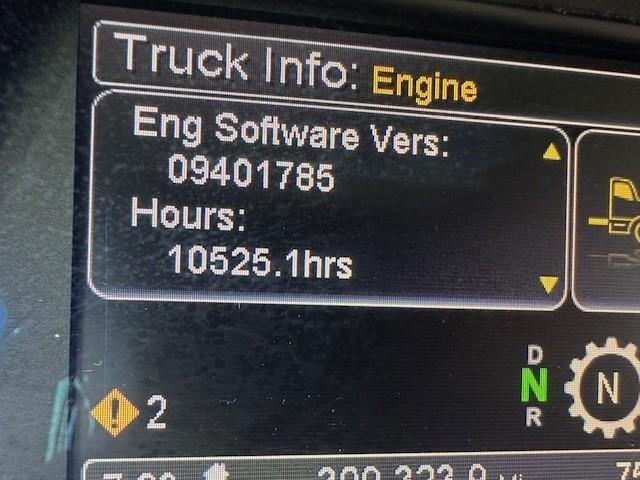 Truck Info: Engine
Eng Software Vers:
09401785
Hours:
10525.1hrs
D
N
R
N
2